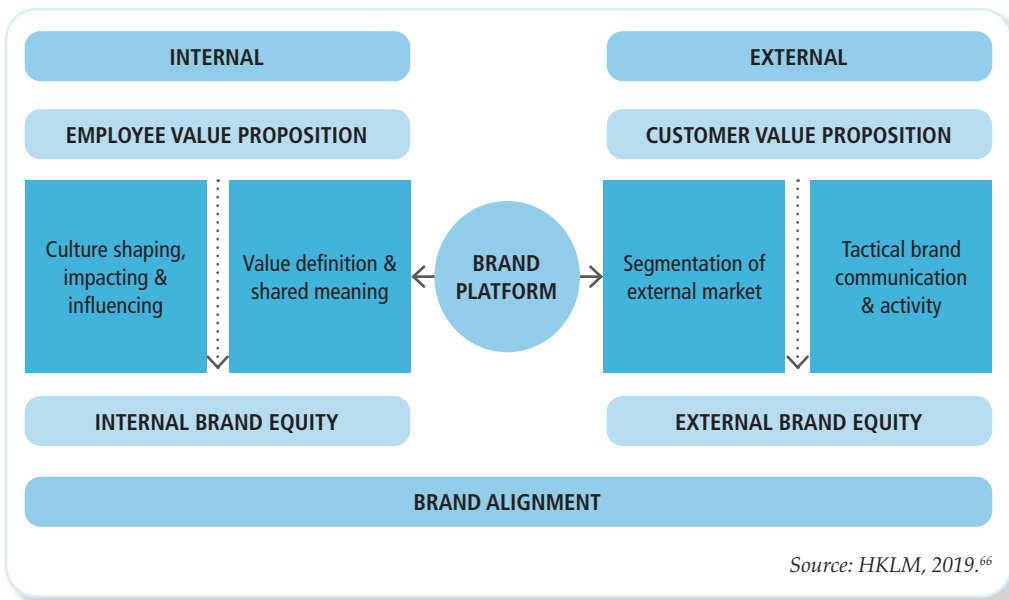 INTERNAL
EXTERNAL
EMPLOYEE VALUE PROPOSITION
CUSTOMER VALUE PROPOSITION
Culture shaping,
impacting &
influencing
Value definition &
shared meaning
BRAND
PLATFORM
Segmentation of
external market
Tactical brand
communication
& activity
INTERNAL BRAND EQUITY
EXTERNAL BRAND EQUITY
BRAND ALIGNMENT
Source: HKLM, 2019.66